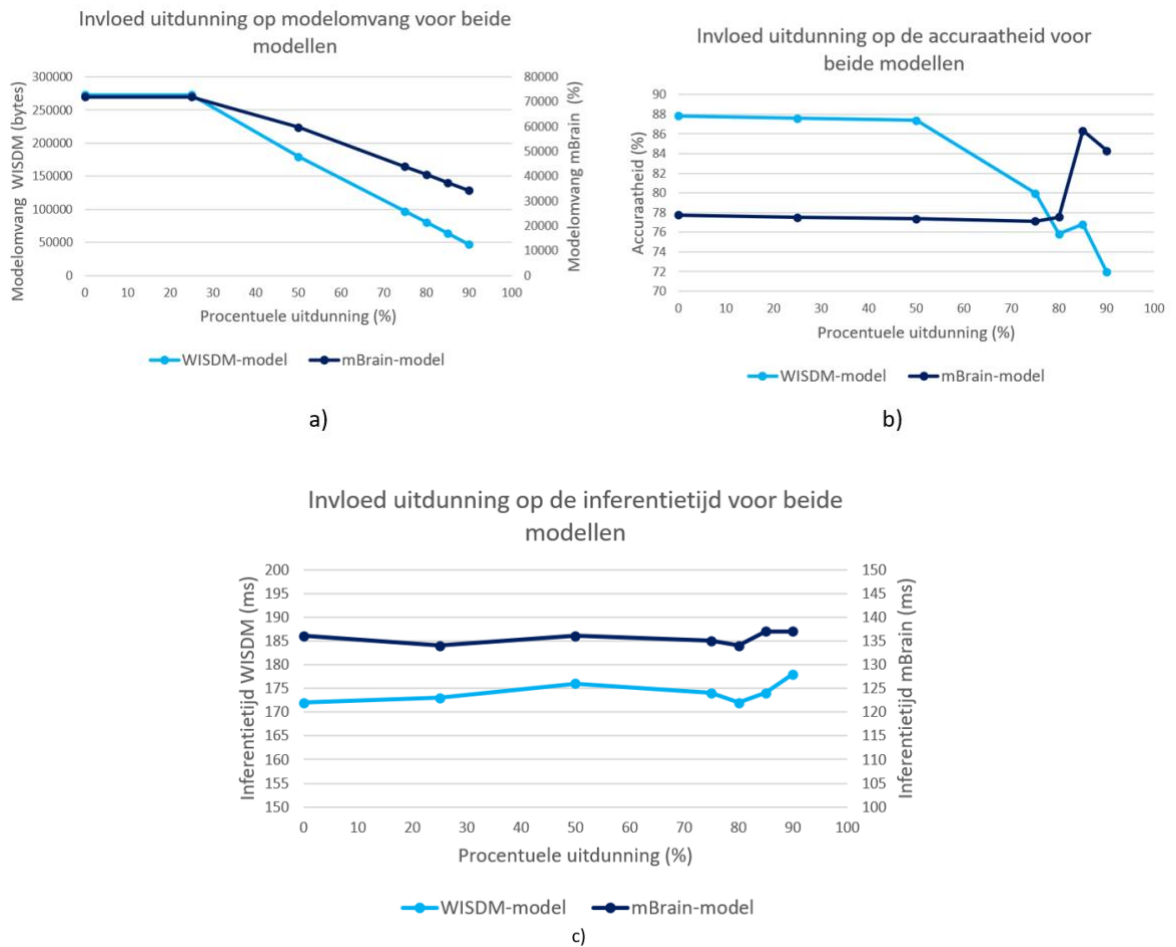 Invloed uitdunning op modelomvang voor beide
modellen
Modelomvang WISDM (bytes)
300000
250000
200000
150000
100000
50000
0
80000
70000
60000
50000
40000
30000
20000
10000
0
Modelomvang mBrain (%)
0 10 20 30 40 50 60 70 80 90 100
Procentuele uitdunning (%)
WISDM-model mBrain-model
a)
Invloed uitdunning op de accuraatheid voor
beide modellen
Accuraatheid (%)
90
88
86
84
82
80
78
76
74
72
70
0 10 20 30 40 50 60 70 80 90 100
Procentuele uitdunning (%)
WISDM-model mBrain-model
b)
Invloed uitdunning op de inferentietijd voor beide
modellen
Inferentietijd WISDM (ms)
200
195
190
185
180
175
170
165
160
155
150
150
145
140
135
130
125
120
115
110
105
100
Inferentietijd mBrain (ms)
0 10 20 30 40 50 60 70 80 90 100
Procentuele uitdunning (%)
WISDM-model mBrain-model
c)